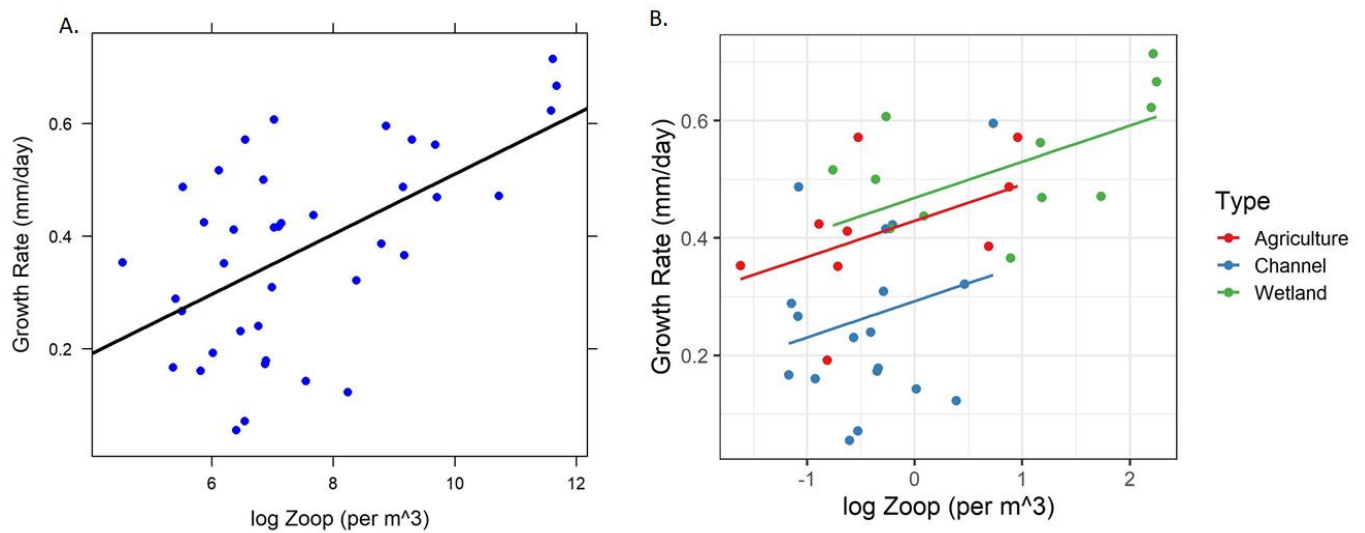 A.
Growth Rate (mm/day)
0.6
0.4
0.2
6 8 10 12
log Zoop (per m^3)
B.
Growth Rate (mm/day)
0.6
0.4
0.2
-1 0 1 2
log Zoop (per m^3)
Type
Agriculture
Channel
Wetland